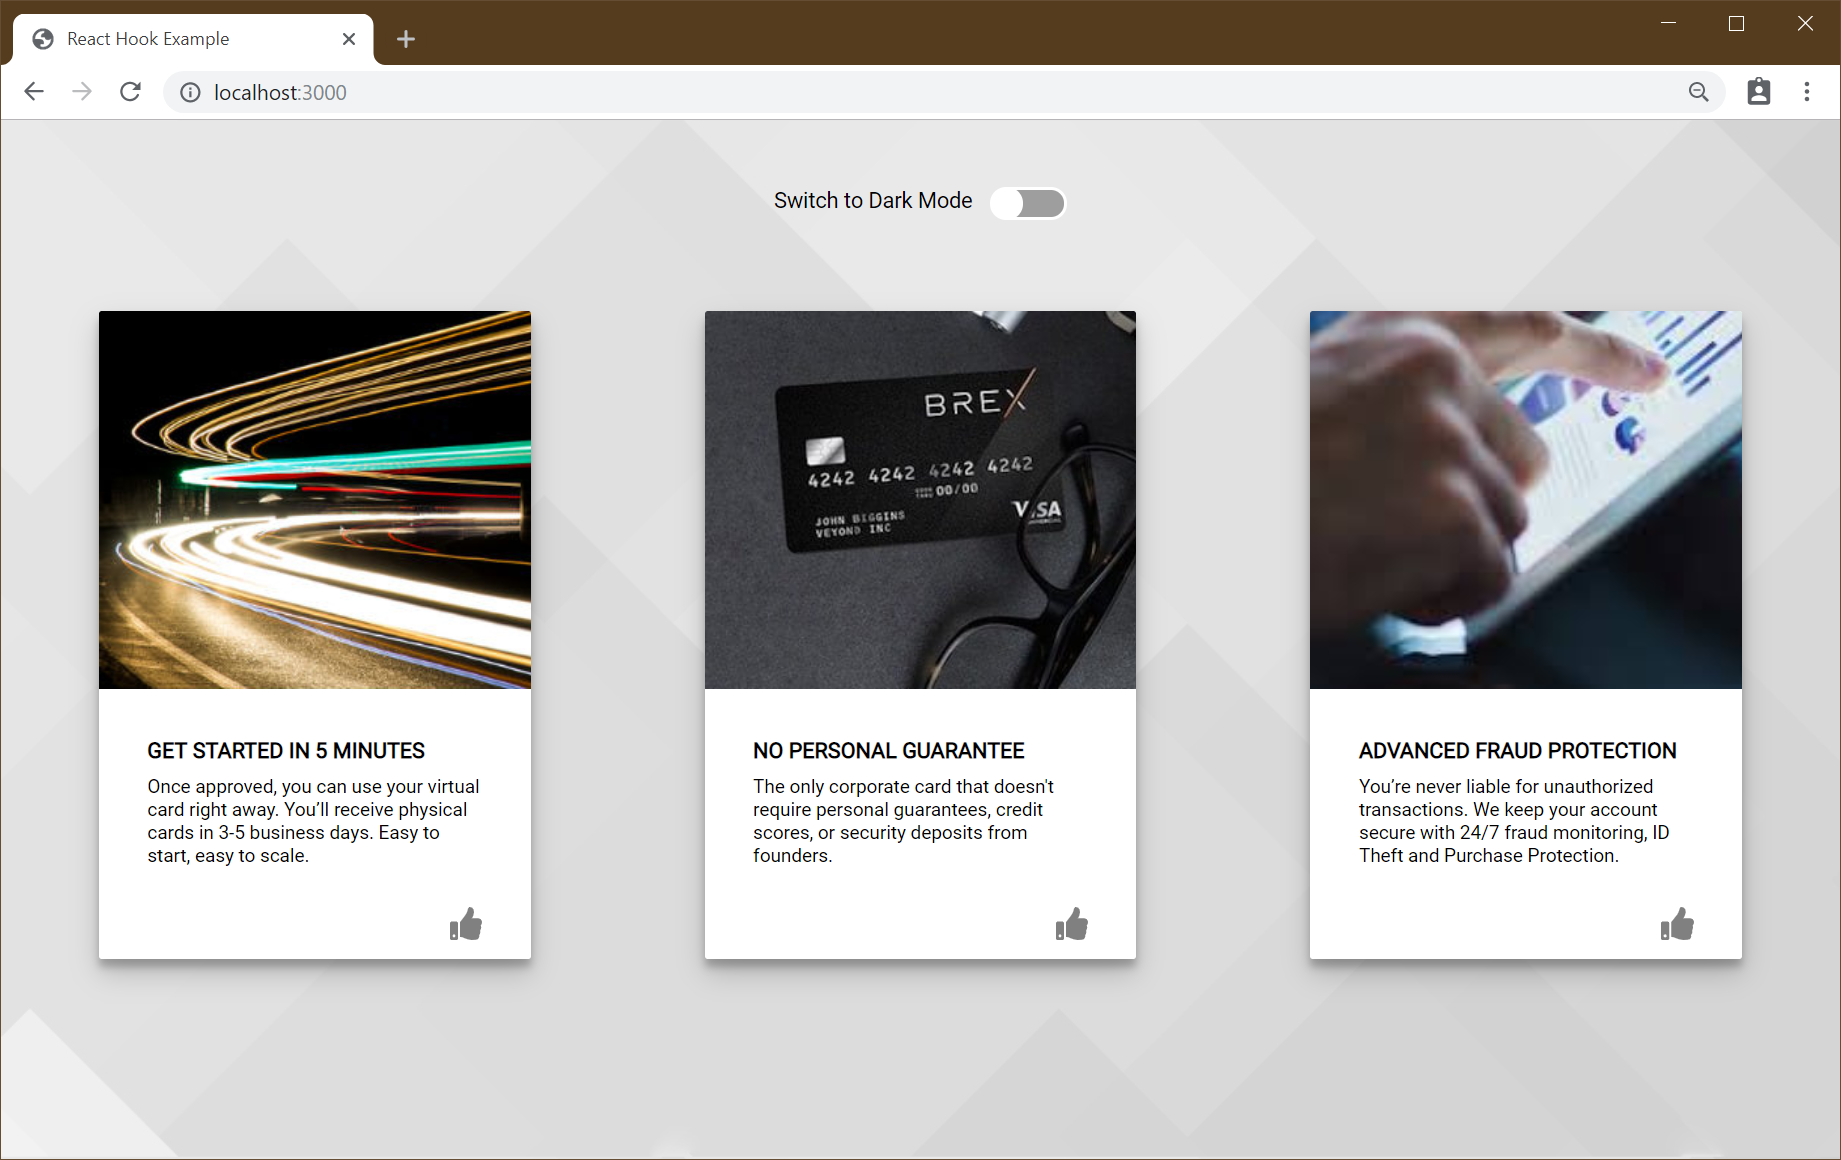 React Hook Example
localhost:3000
Switch to Dark Mode
BREX
4242 4242 4242 4242
00/00
JOHN BIGGINS
VEYOND INC
VISA
GET STARTED IN 5 MINUTES
Once approved, you can use your virtual
card right away. You’ll receive physical
cards in 3-5 business days. Easy to
start, easy to scale.
NO PERSONAL GUARANTEE
The only corporate card that doesn't
require personal guarantees, credit
scores, or security deposits from
founders.
ADVANCED FRAUD PROTECTION
You’re never liable for unauthorized
transactions. We keep your account
secure with 24/7 fraud monitoring, ID
Theft and Purchase Protection.